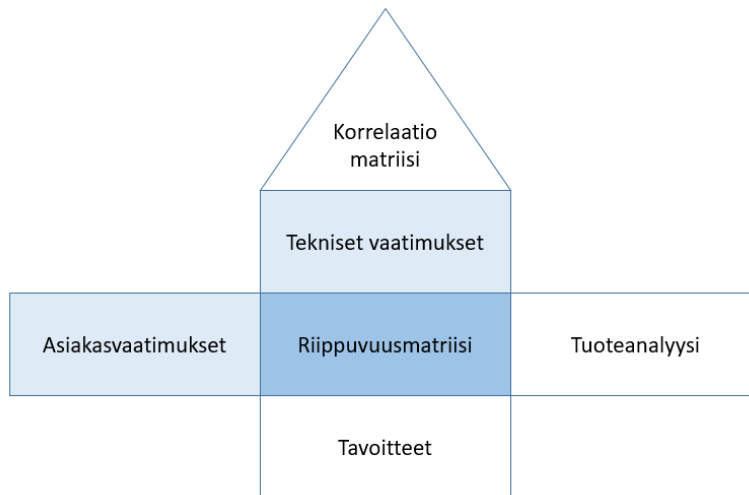 Korrelaatio
matriisi
Tekniset vaatimukset
Asiakasvaatimukset
Riippuvuusmatriisi
Tuoteanalyysi
Tavoitteet